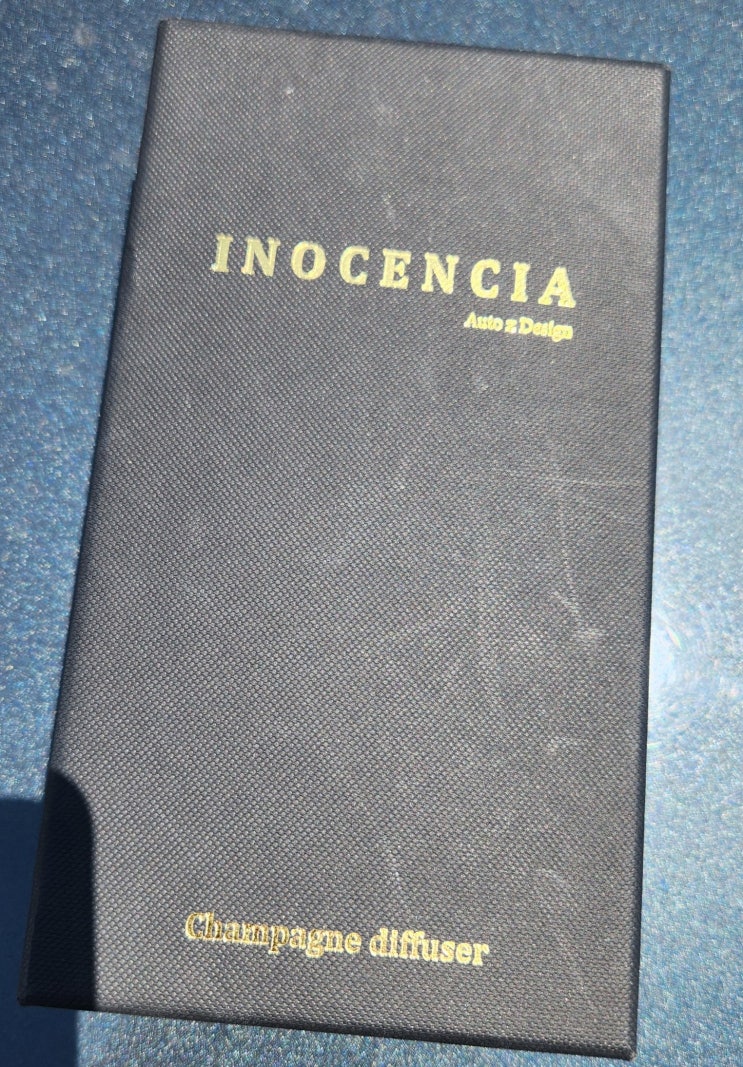 INOCENCIA
Auto z Design
Champagne diffuser